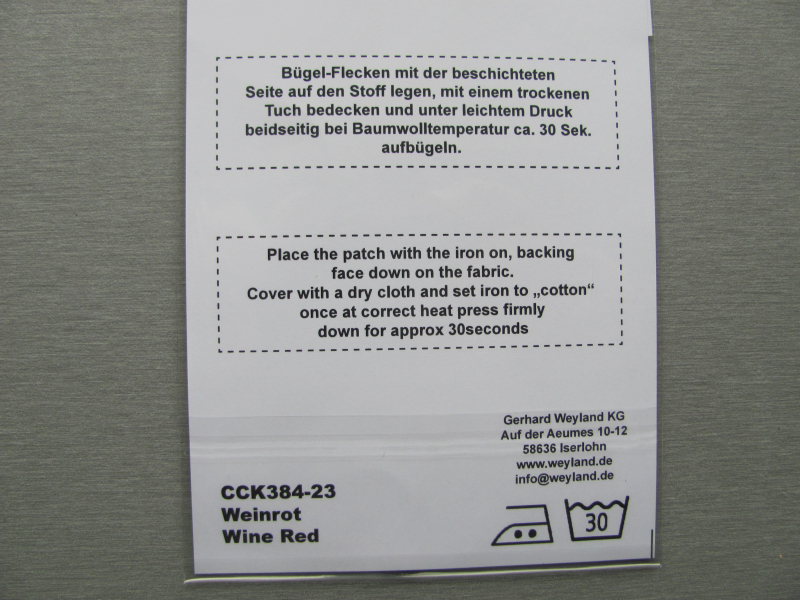 Bügel-Flecken mit der beschichteten
Seite auf den Stoff legen, mit einem trockenen
Tuch bedecken und unter leichtem Druck
beidseitig bei Baumwolltemperatur ca. 30 Sek.
aufbügeln.
Place the patch with the iron on, backing
face down on the fabric.
Cover with a dry cloth and set iron to „cotton“
once at correct heat press firmly
down for approx 30seconds
Gerhard Weyland KG
Auf der Aeumes 10-12
58636 Iserlohn
www.weyland.de
info@weyland.de
CCK384-23
Weinrot
Wine Red
30